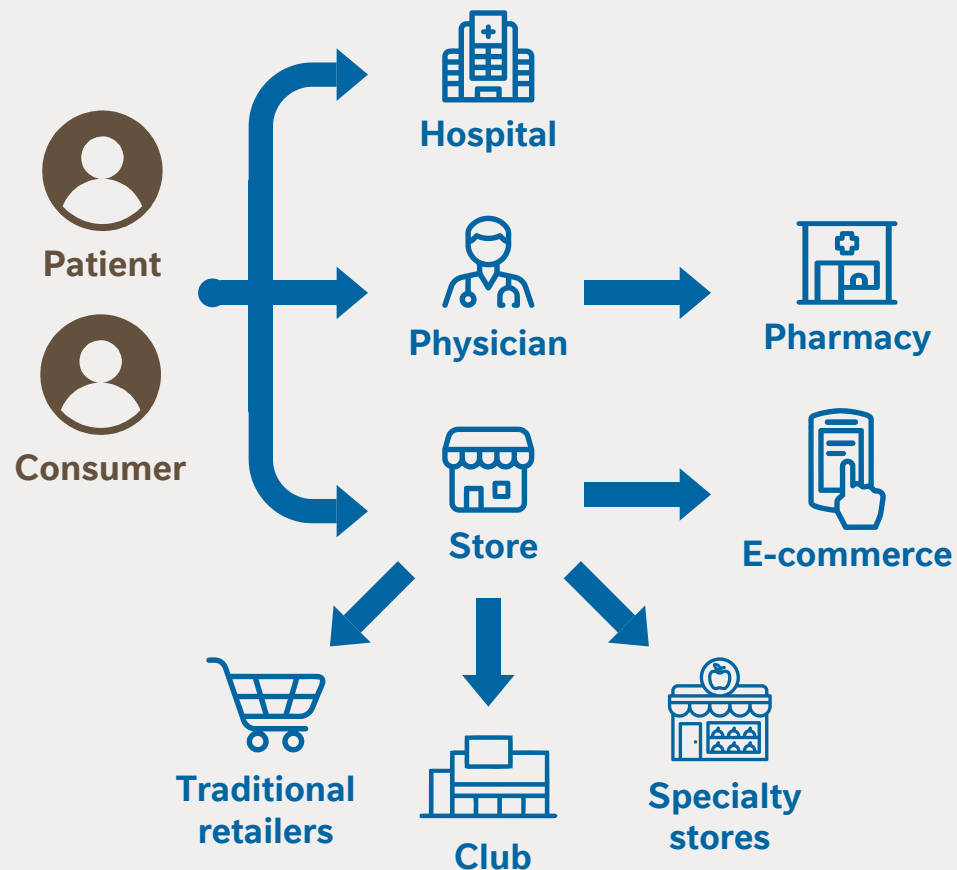 Hospital
Patient
Physician
Pharmacy
Consumer
Store
E-commerce
Traditional
retailers
Club
Specialty
stores